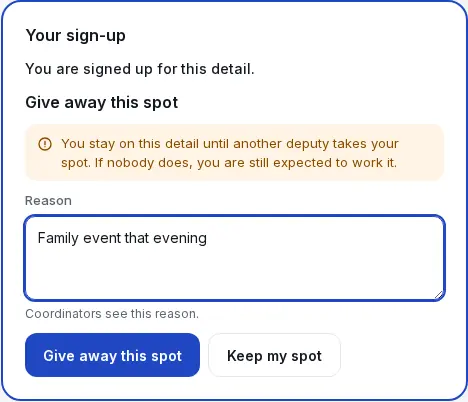 Your sign-up
You are signed up for this detail.
Give away this spot
You stay on this detail until another deputy takes your
spot. If nobody does, you are still expected to work it.
Reason
Family event that evening
Coordinators see this reason.
Give away this spot
Keep my spot